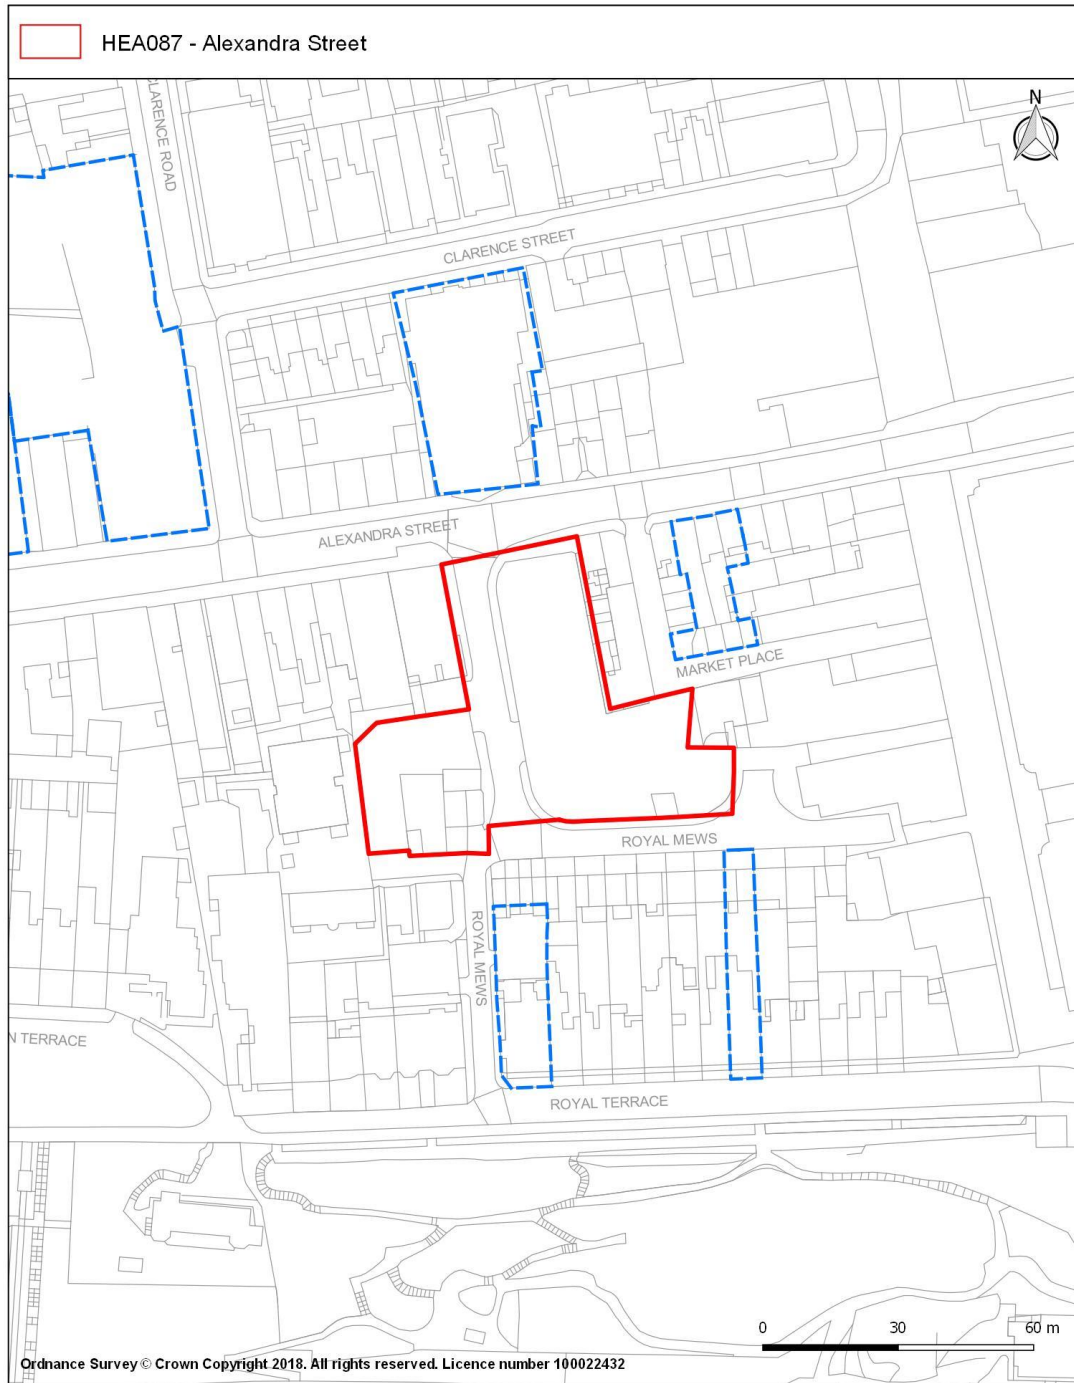 HEA087 - Alexandra Street
N
CLARENCE ROAD
CLARENCE STREET
ALEXANDRA STREET
MARKET PLACE
ROYAL MEWS
ROYAL MEWS
N TERRACE
ROYAL TERRACE
0 30 60 m
Ordnance Survey © Crown Copyright 2018. All rights reserved. Licence number 100022432